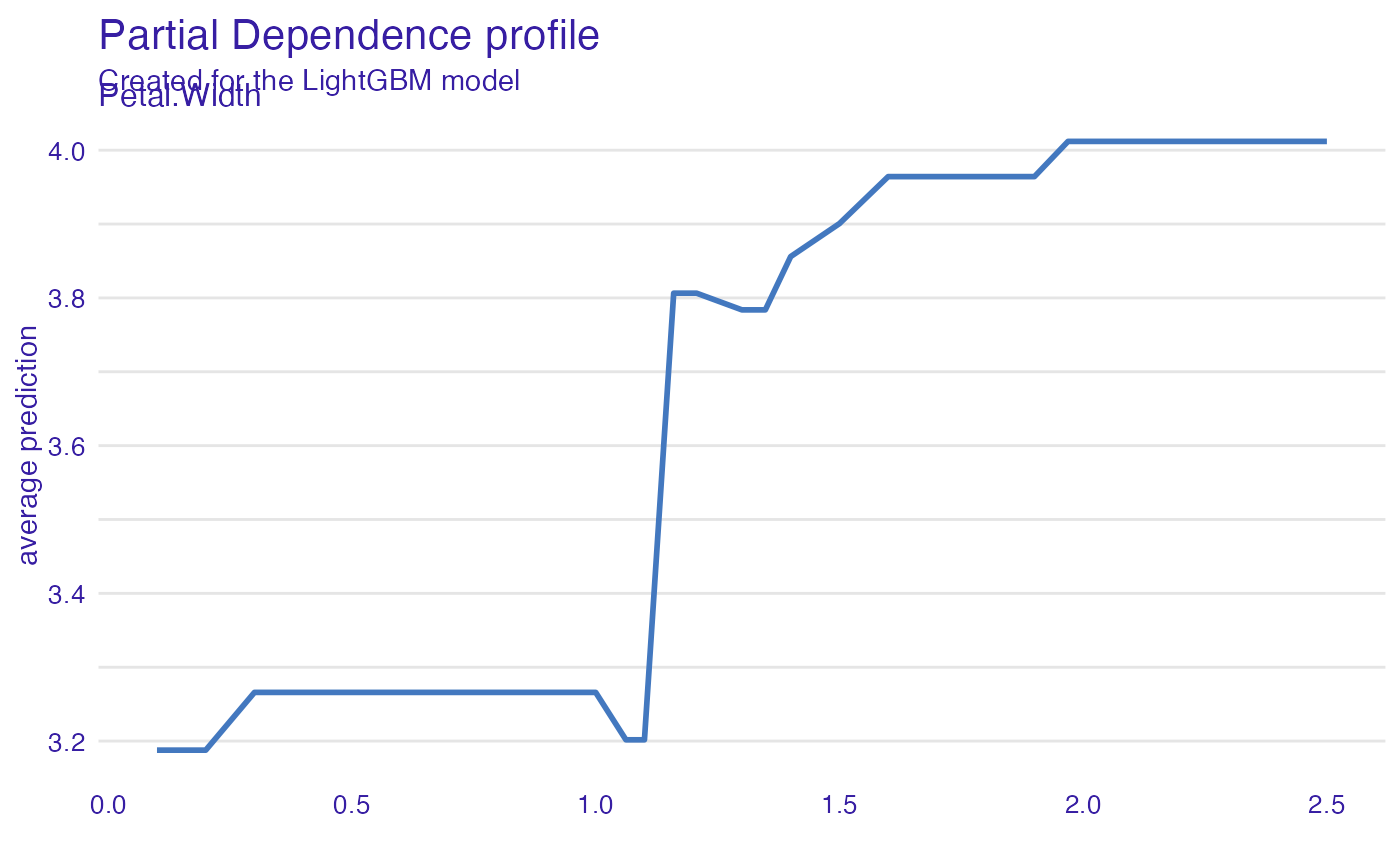 Partial Dependence profile
Created for the LightGBM model
Petal.Width
4.0
3.8
3.6
3.4
3.2
average prediction
0.0 0.5 1.0 1.5 2.0 2.5